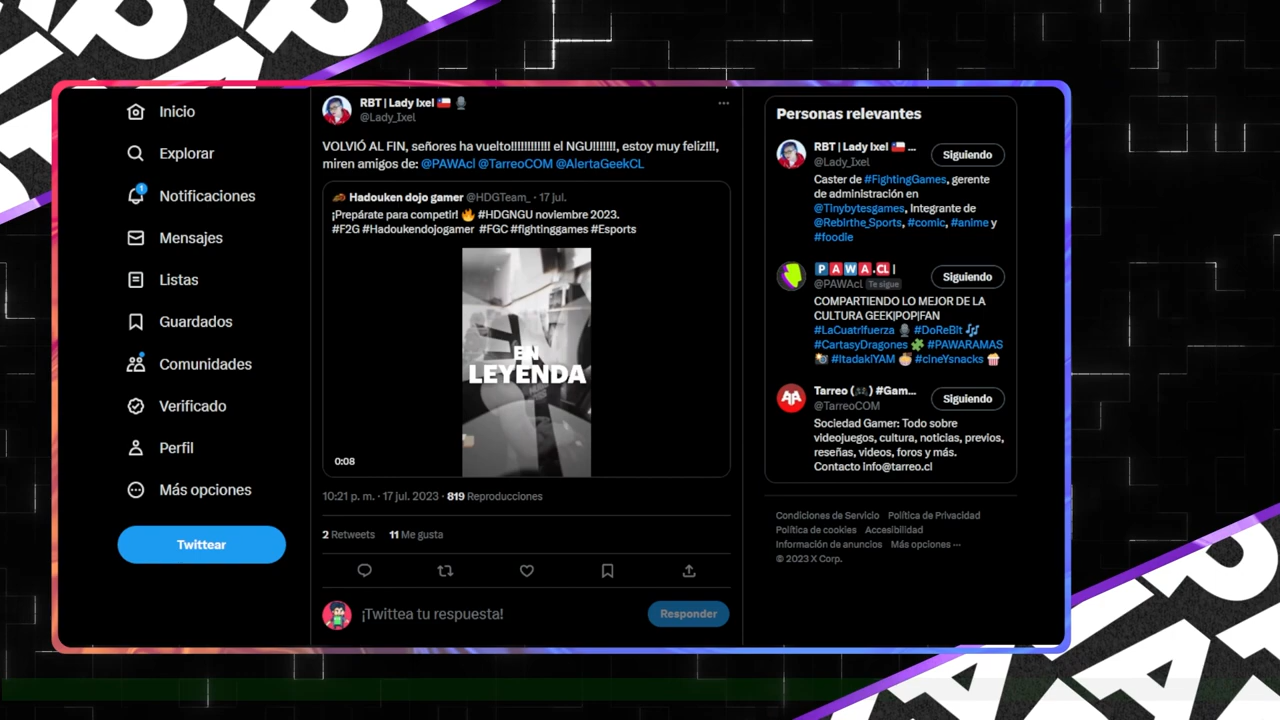 Inicio
Explorar
1
Notificaciones
Mensajes
Listas
Guardados
Comunidades
Verificado
Perfil
Más opciones
Twittear
RBT | Lady Ixel 🇨🇱 🎙️
@Lady_Ixel
VOLVIÓ AL FIN, señores ha vuelto!!!!!!!!!!!! el NGU!!!!!!!, estoy muy feliz!!!,
miren amigos de: @PAWAcl @TarreoCOM @AlertaGeekCL
Hadouken dojo gamer @HDGTeam_ · 17 jul.
¡Prepárate para competir! 🔥 #HDGNGU noviembre 2023.
#F2G #Hadoukendojogamer #FGC #fightinggames #Esports
EN
LEYENDA
0:08
10:21 p. m. · 17 jul. 2023 · 819 Reproducciones
2 Retweets 11 Me gusta
¡Twittea tu respuesta!
Responder
Personas relevantes
RBT | Lady Ixel 🇨🇱 ...
@Lady_Ixel
Siguiendo
Caster de #FightingGames, gerente
de administración en
@Tinybytesgames, Integrante de
@Rebirthe_Sports, #comic, #anime y
#foodie
PAWA.CL |
@PAWAcl Te sigue
Siguiendo
COMPARTIENDO LO MEJOR DE LA
CULTURA GEEK|POP|FAN
#LaCuatrifuerza 🎙️ #DoReBit 🎶
#CartasyDragones 🧩 #PAWARAMAS
📸 #ItadakiYAM 🍜 #cineYsnacks 🍿
Tarreo (🎮) #Gam...
@TarreoCOM
Siguiendo
Sociedad Gamer: Todo sobre
videojuegos, cultura, noticias, previos,
reseñas, videos, foros y más.
Contacto info@tarreo.cl
Condiciones de Servicio Política de Privacidad
Política de cookies Accesibilidad
Información de anuncios Más opciones ···
© 2023 X Corp.